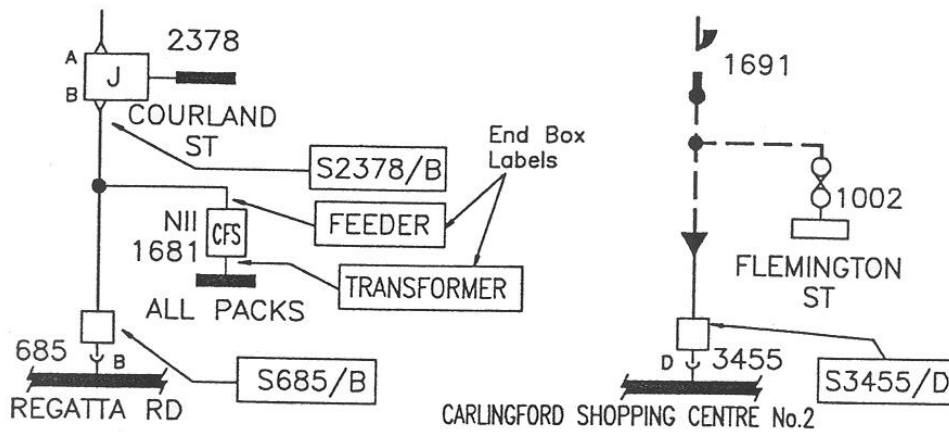 2378
A
J
B
COURLAND
ST
S2378/B
End Box
Labels
FEEDER
NII
1681
CFS
TRANSFORMER
ALL PACKS
685
B
S685/B
REGATTA RD
1691
1002
FLEMINGTON
ST
D
3455
S3455/D
CARLINGFORD SHOPPING CENTRE No.2